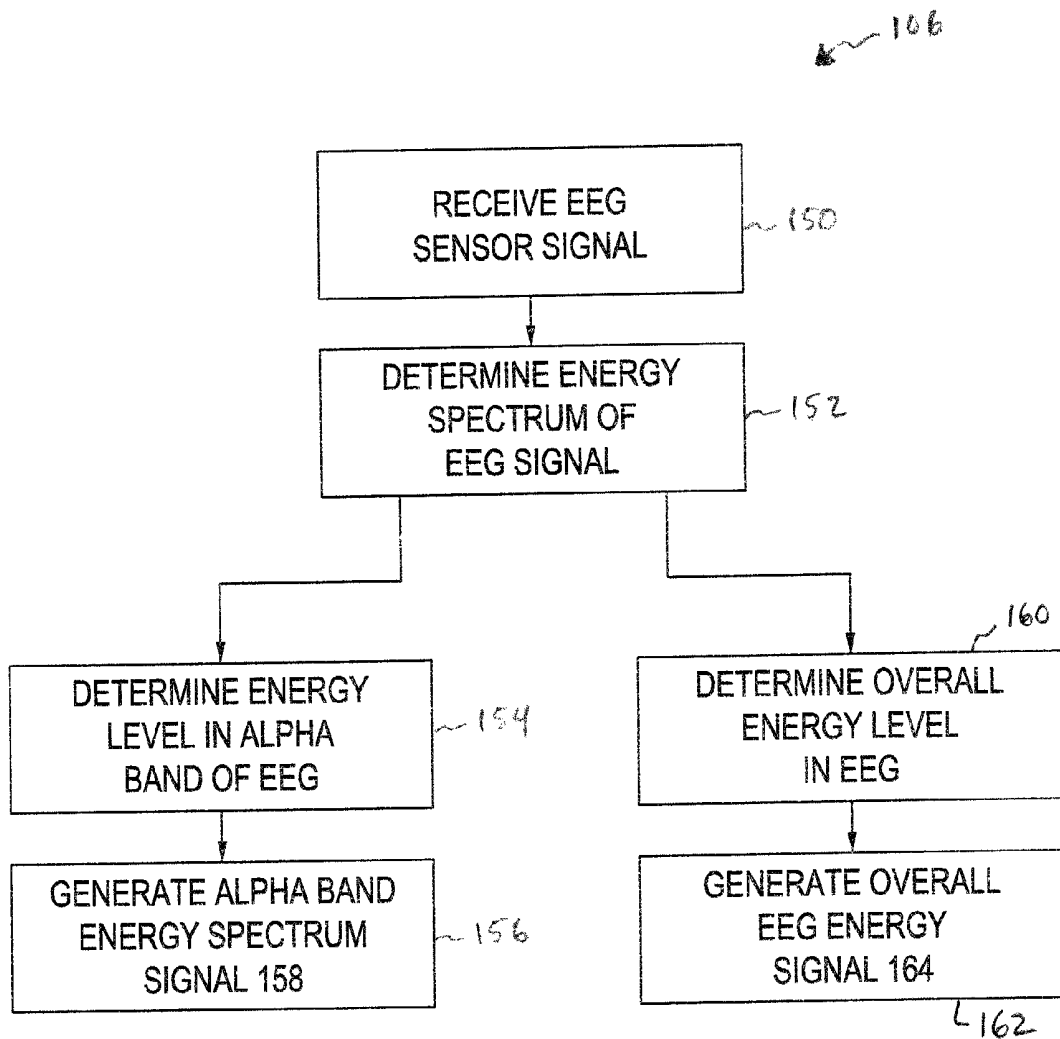 106
RECEIVE EEG
SENSOR SIGNAL
150
DETERMINE ENERGY
SPECTRUM OF
EEG SIGNAL
152
DETERMINE ENERGY
LEVEL IN ALPHA
BAND OF EEG
154
160
DETERMINE OVERALL
ENERGY LEVEL
IN EEG
GENERATE ALPHA BAND
ENERGY SPECTRUM
SIGNAL 158
156
GENERATE OVERALL
EEG ENERGY
SIGNAL 164
162